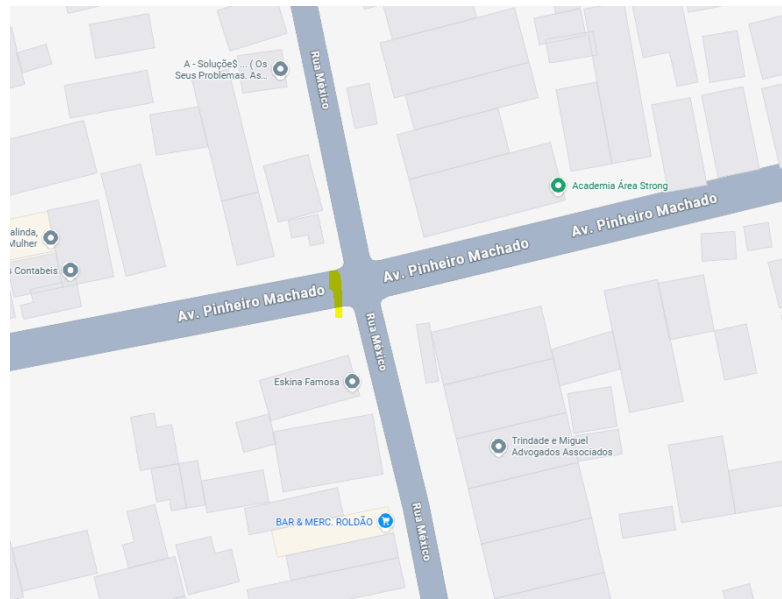 A - Soluçõe$ ... ( Os
Seus Problemas. As...
Rua México
Academia Área Strong
Av. Pinheiro Machado
alinda,
Mulher
Av. Pinheiro Machado
s Contabeis
Av. Pinheiro Machado
Rua México
Eskina Famosa
Trindade e Miguel
Advogados Associados
BAR & MERC. ROLDÃO
Rua México